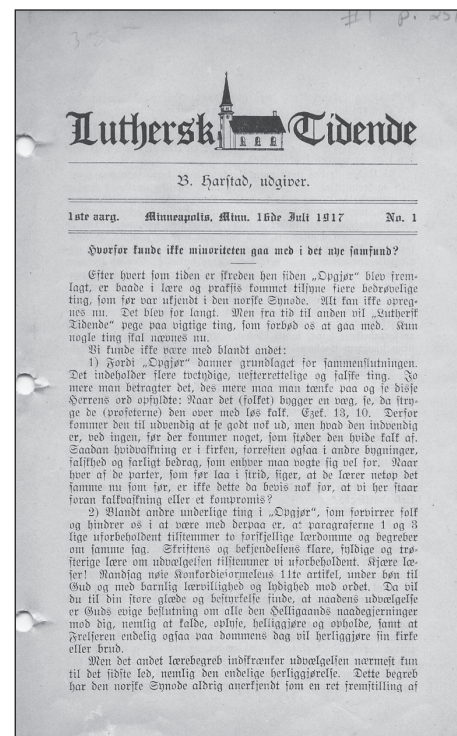 #1 p. 251
Luthersk Tidende
B. Harstad, udgiver.
1ste aarg. Minneapolis, Minn. 16de Juli 1917 No. 1
Hvorfor kunde ikke minoriteten gaa med i det nye samfund?
Efter hvert som tiden er skreden hen siden „Opgjør“ blev frem-
lagt, er baade i lære og praksis kommet tilsyne flere bedrøvelige
ting, som før var ukjendt i den norske Synode. Alt kan ikke opreg-
nes nu. Det blev for langt. Men fra tid til anden vil „Luthersk
Tidende“ pege paa vigtige ting, som forbød os at gaa med. Kun
nogle ting skal nævnes nu.
Vi kunde ikke være med blandt andet:
1) Fordi „Opgjør“ danner grundlaget for sammenslutningen.
Det indeholder flere tvetydige, uefterrettelige og falske ting. Jo
mere man betragter det, des mere maa man tænke paa og se disse
Herrens ord opfyldte: Naar det (folket) bygger en væg, se, da stry-
ge de (profeterne) den over med løs kalk. Ezek. 13, 10. Derfor
kommer den til udvendig at se godt nok ud, men hvad den indvendig
er, ved ingen, før der kommer noget, som støder den hvide kalk af.
Saadan hvidvaskning er i kirken, forresten ogsaa i andre bygninger,
falskhed og farligt bedrag, som enhver maa vogte sig vel for. Naar
hver af de parter, som før laa i strid, siger, at de lærer netop det
samme nu som før, er ikke dette da bevis nok for, at vi her staar
foran kalkvaskning eller et kompromis?
2) Blandt andre underlige ting i „Opgjør“, som forvirrer folk
og hindrer os i at være med derpaa er, at paragraferne 1 og 3
lige uforbeholdent tilstemmer to forskjellige lærdomme og begreber
om samme sag. Skriftens og bekjendelsens klare, fyldige og trø-
sterige lære om udvælgelsen tilstemmer vi uforbeholdent. Kjære læ-
ser! Randsag nøie Konkordieformelens 11te artikel, under bøn til
Gud og med barnlig lærvillighed og lydighed mod ordet. Da vil
du til din store glæde og bestyrkelse finde, at naadens udvælgelse
er Guds evige beslutning om alle den Helligaands naadegjerninger
mod dig, nemlig at kalde, oplyse, helliggjøre og opholde, samt at
Frelseren endelig ogsaa paa dommens dag vil herliggjøre sin kirke
eller brud.
Men det andet lærebegreb indskrænker udvælgelsen nærmest kun
til det sidste led, nemlig den endelige herliggjørelse. Dette begreb
har den norske Synode aldrig anerkjendt som en ret fremstilling af